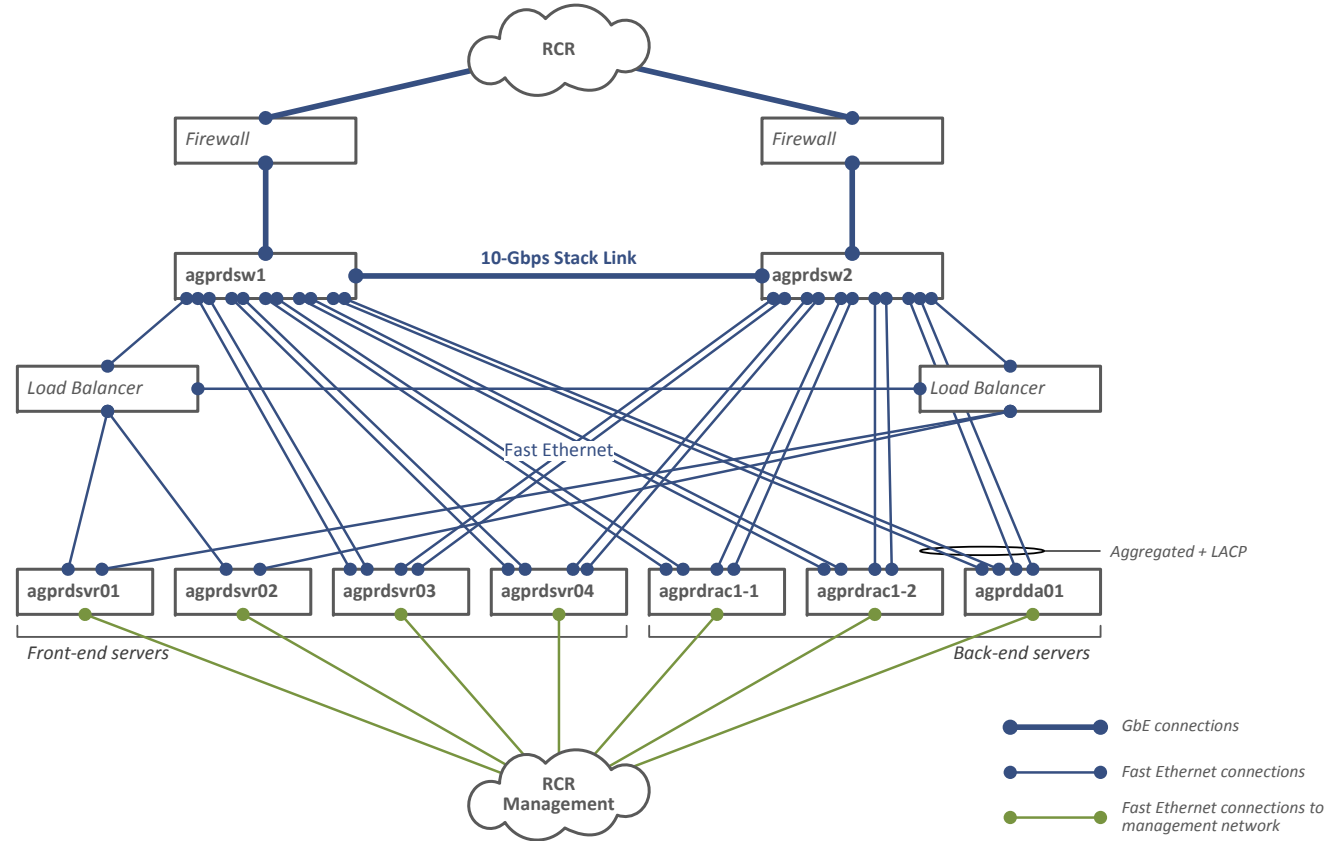 RCR
Firewall
Firewall
10-Gbps Stack Link
agprdsw1
agprdsw2
Load Balancer
Load Balancer
Fast Ethernet
Aggregated + LACP
agprdsvr01
agprdsvr02
agprdsvr03
agprdsvr04
agprdrac1-1
agprdrac1-2
agprdda01
Front-end servers
Back-end servers
GbE connections
Fast Ethernet connections
Fast Ethernet connections to
management network
RCR
Management